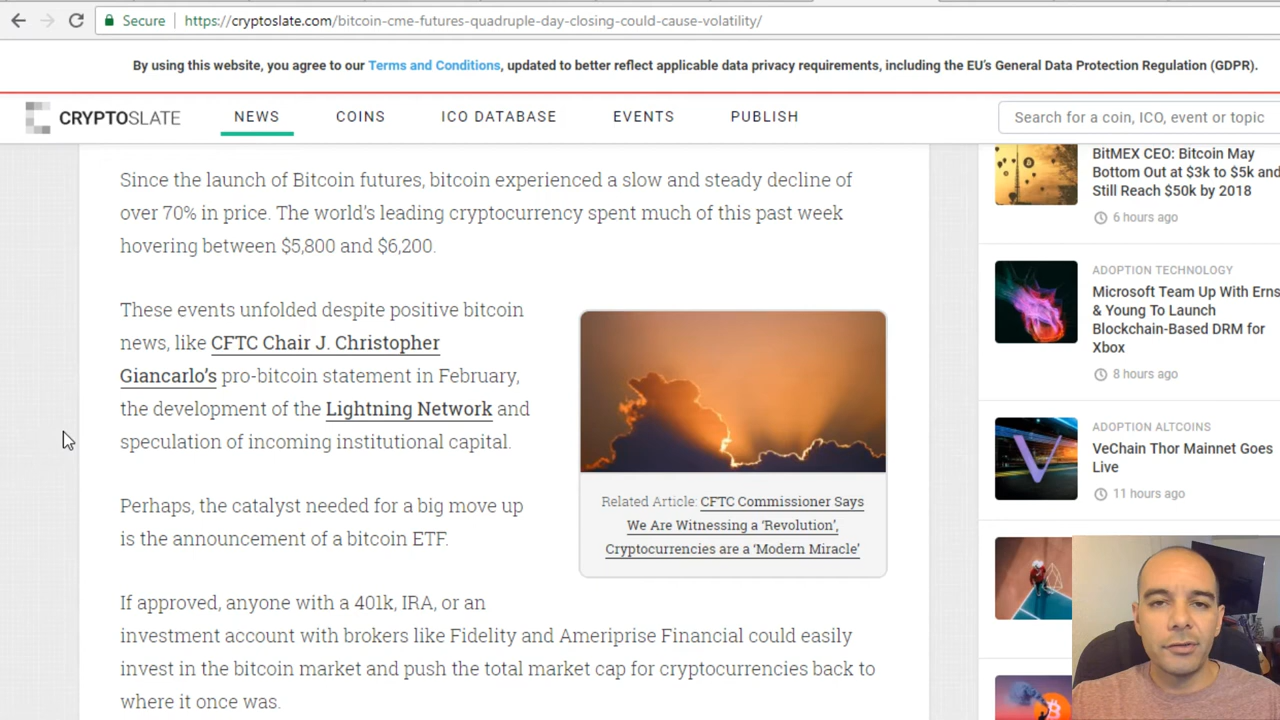 Secure https://cryptoslate.com/bitcoin-cme-futures-quadruple-day-closing-could-cause-volatility/
By using this website, you agree to our Terms and Conditions, updated to better reflect applicable data privacy requirements, including the EU's General Data Protection Regulation (GDPR).
CRYPTOSLATE NEWS COINS ICO DATABASE EVENTS PUBLISH Search for a coin, ICO, event or topic
Since the launch of Bitcoin futures, bitcoin experienced a slow and steady decline of
over 70% in price. The world's leading cryptocurrency spent much of this past week
hovering between $5,800 and $6,200.
These events unfolded despite positive bitcoin
news, like CFTC Chair J. Christopher
Giancarlo's pro-bitcoin statement in February,
the development of the Lightning Network and
speculation of incoming institutional capital.
Related Article: CFTC Commissioner Says
We Are Witnessing a 'Revolution',
Cryptocurrencies are a 'Modern Miracle'
Perhaps, the catalyst needed for a big move up
is the announcement of a bitcoin ETF.
If approved, anyone with a 401k, IRA, or an
investment account with brokers like Fidelity and Ameriprise Financial could easily
invest in the bitcoin market and push the total market cap for cryptocurrencies back to
where it once was.
BitMEX CEO: Bitcoin May
Bottom Out at $3k to $5k and
Still Reach $50k by 2018
6 hours ago
ADOPTION TECHNOLOGY
Microsoft Team Up With Erns
& Young To Launch
Blockchain-Based DRM for
Xbox
8 hours ago
ADOPTION ALTCOINS
VeChain Thor Mainnet Goes
Live
11 hours ago